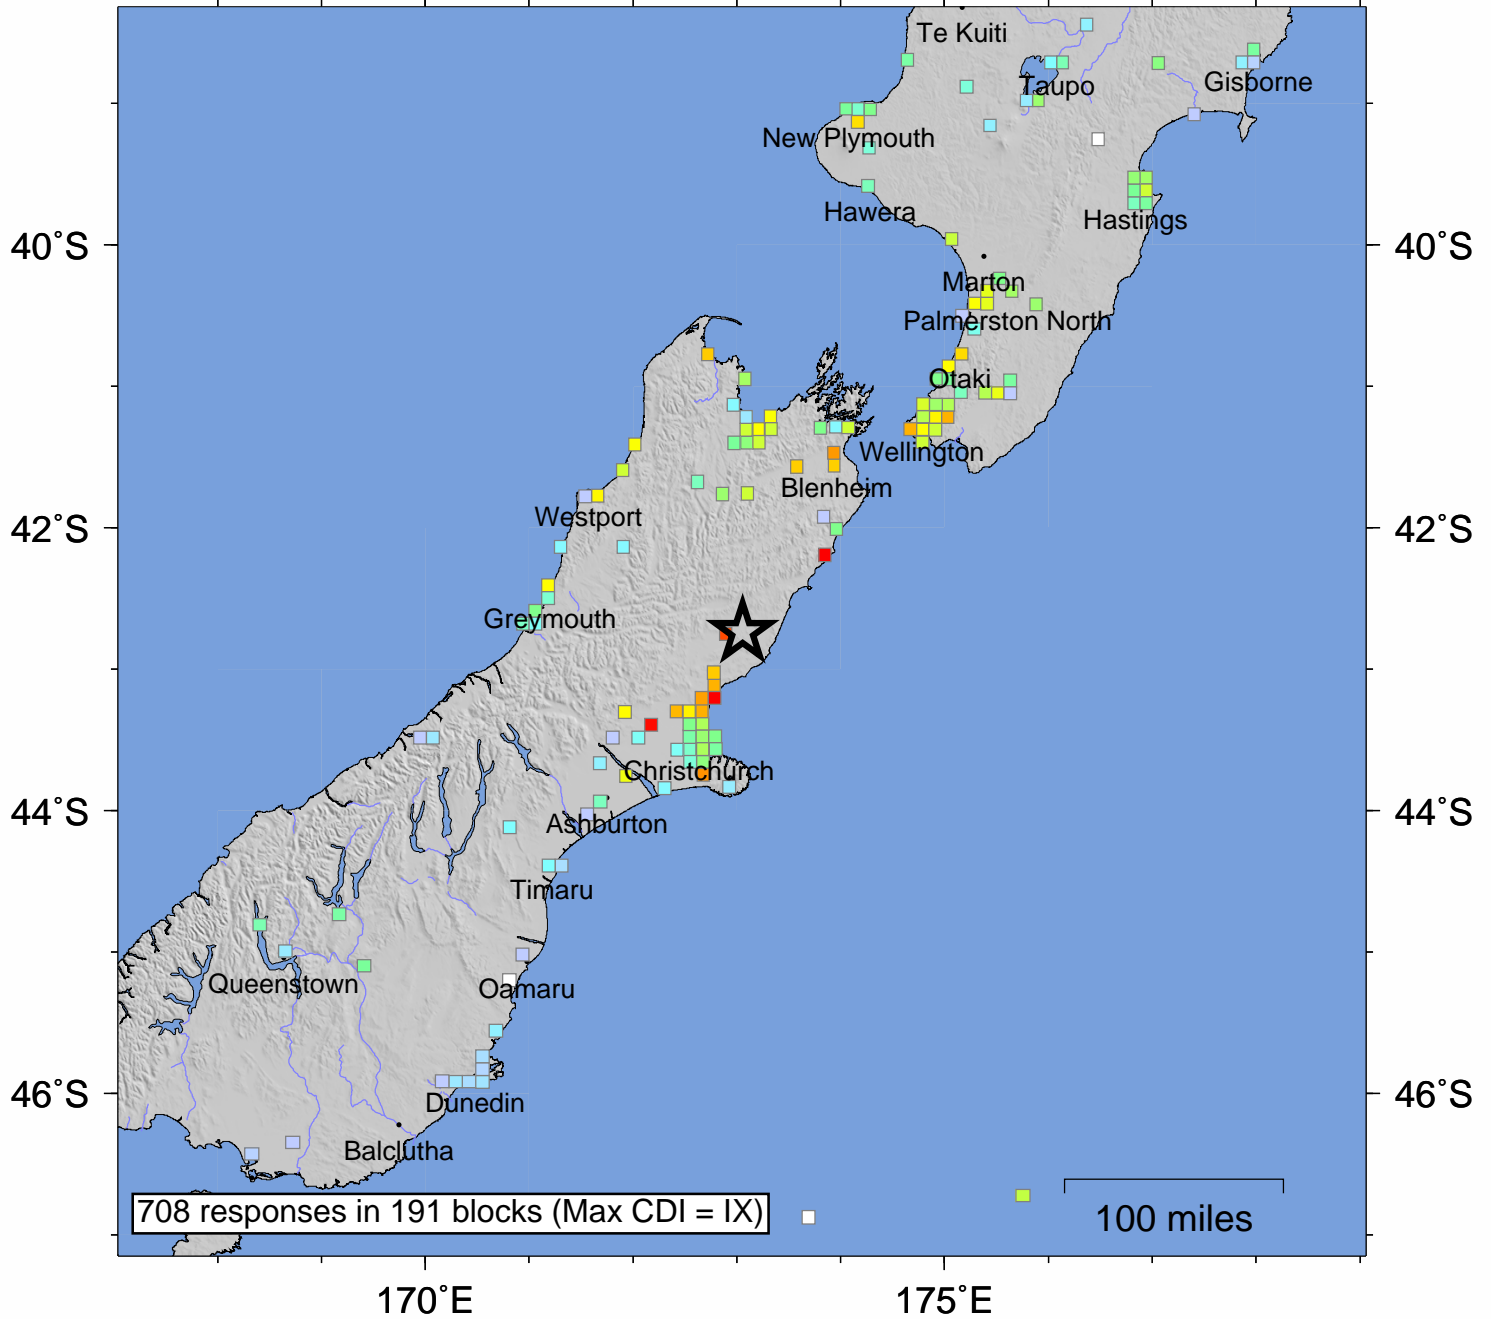 Te Kuiti
Taupo
Gisborne
New Plymouth
Hawera
Hastings
40˚S
40˚S
Marton
Palmerston North
Otaki
Wellington
Blenheim
Westport
42˚S
42˚S
Greymouth
Christchurch
44˚S
44˚S
Ashburton
Timaru
Queenstown
Oamaru
46˚S
46˚S
Dunedin
Balclutha
708 responses in 191 blocks (Max CDI = IX)
100 miles
170˚E
175˚E